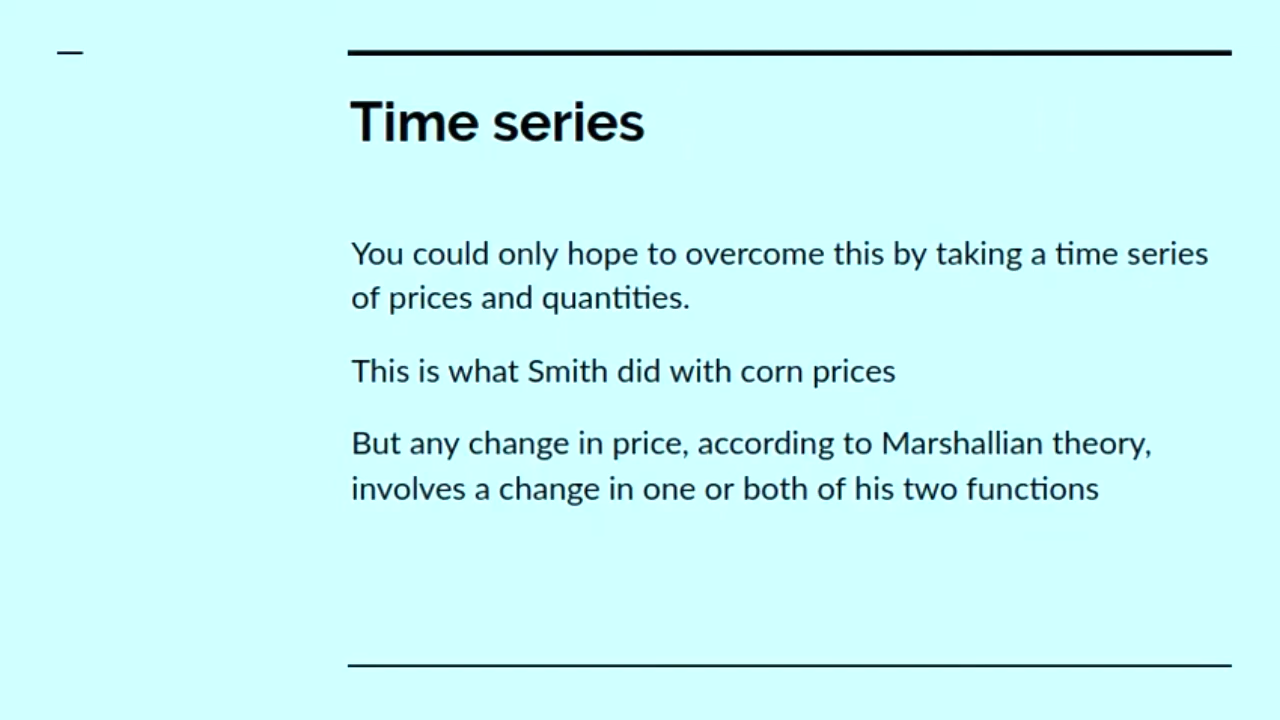 Time series
You could only hope to overcome this by taking a time series
of prices and quantities.
This is what Smith did with corn prices
But any change in price, according to Marshallian theory,
involves a change in one or both of his two functions